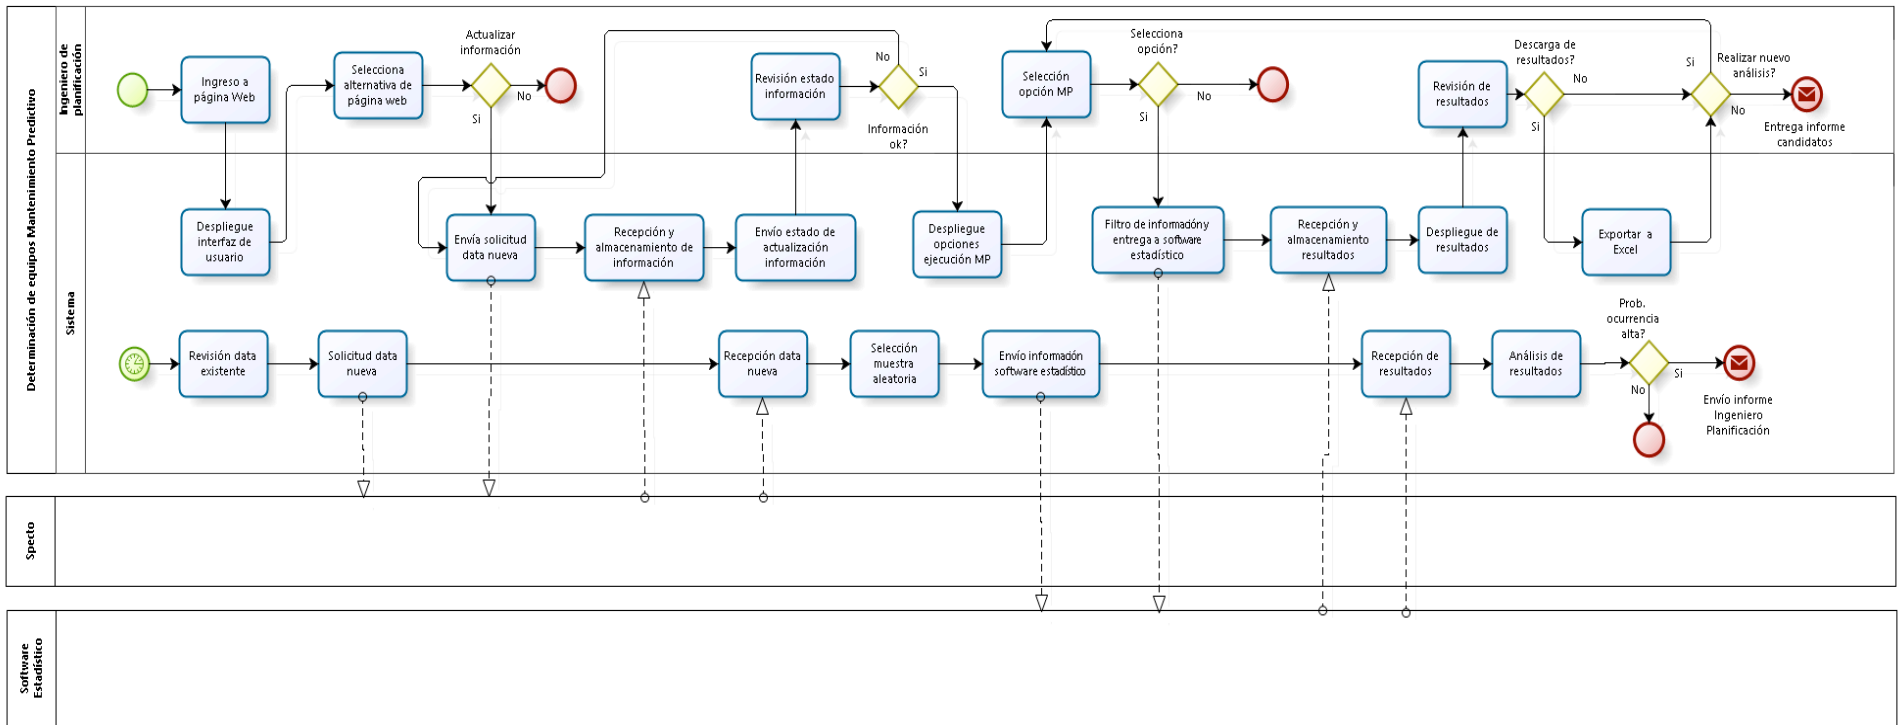 Determinación de equipos Mantenimiento Predictivo
Ingeniero de
planificación
Ingreso a
página Web
Selecciona
alternativa de
página web
Actualizar
información
No
Si
Revisión estado
información
No
Si
Información
ok?
Selección
opción MP
Selecciona
opción?
No
Si
Revisión de
resultados
Descarga de
resultados?
No
Si
Si
Realizar nuevo
análisis?
No
Entrega informe
candidatos
Sistema
Despliegue
interfaz de
usuario
Envía solicitud
data nueva
Recepción y
almacenamiento de
información
Envío estado de
actualización
información
Despliegue
opciones
ejecución MP
Filtro de información y
entrega a software
estadístico
Recepción y
almacenamiento
resultados
Despliegue de
resultados
Exportar a
Excel
Revisión data
existente
Solicitud data
nueva
Recepción data
nueva
Selección
muestra
aleatoria
Envío información
software estadístico
Recepción de
resultados
Análisis de
resultados
Prob.
ocurrencia
alta?
Si
No
Envío informe
Ingeniero
Planificación
Specto
Software
Estadístico